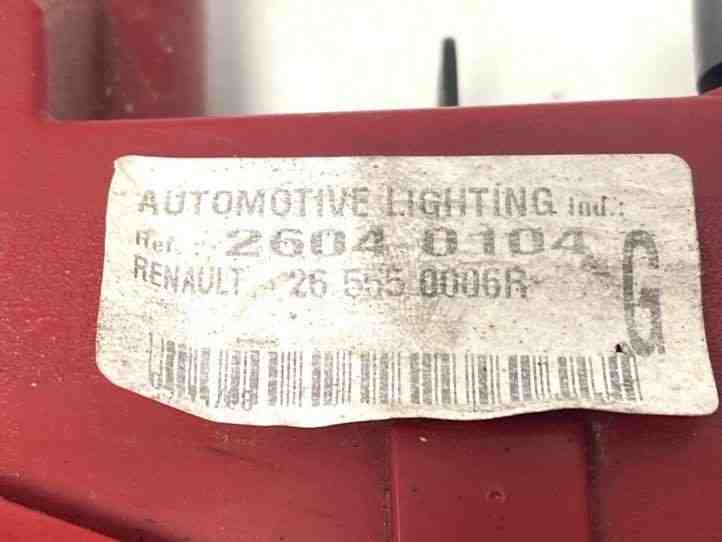 AUTOMOTIVE LIGHTING ind.:
Ref. : 2604 0104
RENAULT : 26 555 0006R
G